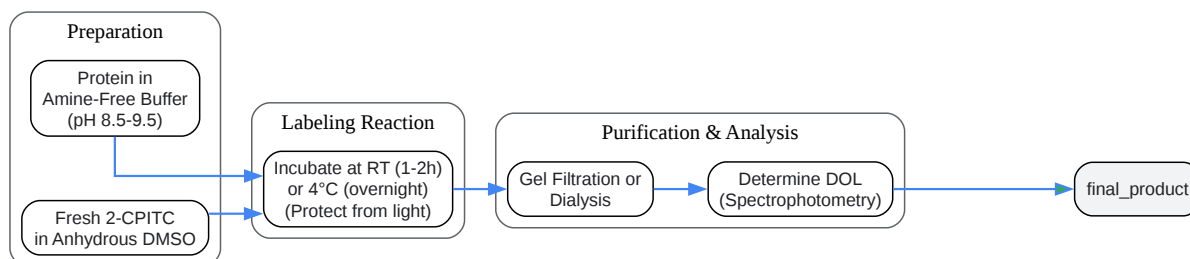 Preparation
Protein in
Amine-Free Buffer
(pH 8.5-9.5)
Fresh 2-CPITC
in Anhydrous DMSO
Labeling Reaction
Incubate at RT (1-2h)
or 4°C (overnight)
(Protect from light)
Purification & Analysis
Gel Filtration or
Dialysis
Determine DOL
(Spectrophotometry)
final_product